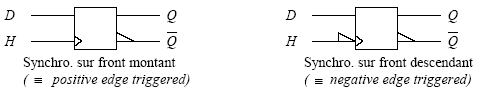 D Q D Q
H Q̅ H Q̅
Synchro. sur front montant Synchro. sur front descendant
( ≡ positive edge triggered) ( ≡ negative edge triggered)